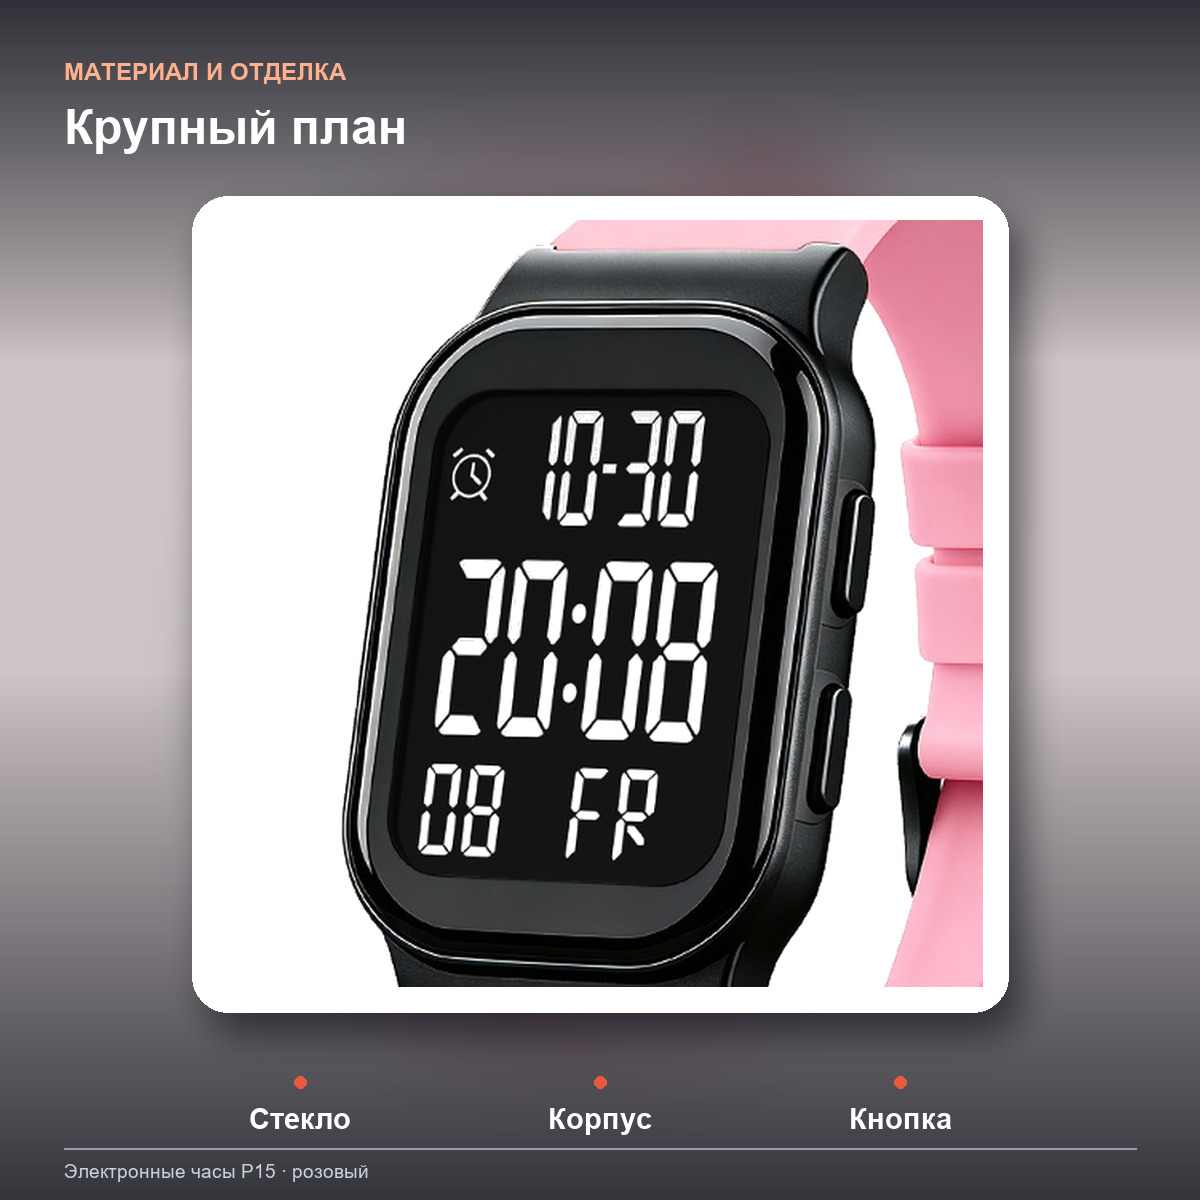 МАТЕРИАЛ И ОТДЕЛКА
Крупный план
10-30
20:08
08 FR
Стекло Корпус Кнопка
Электронные часы P15 · розовый